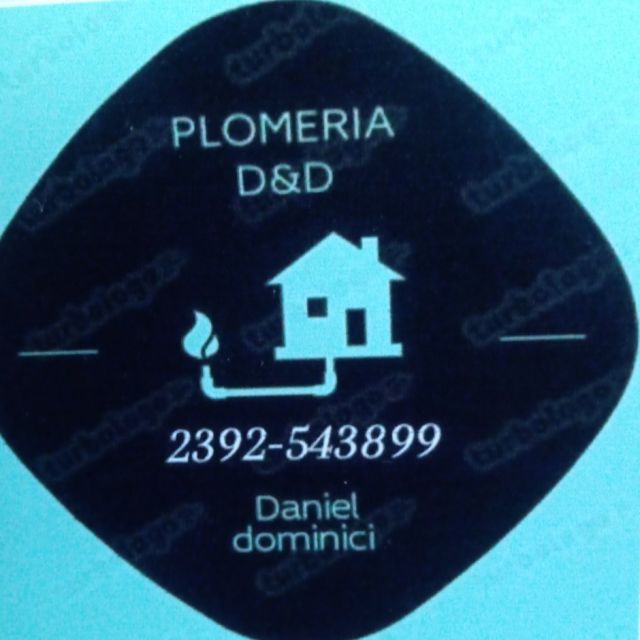 PLOMERIA
D&D
2392-543899
Daniel
dominici